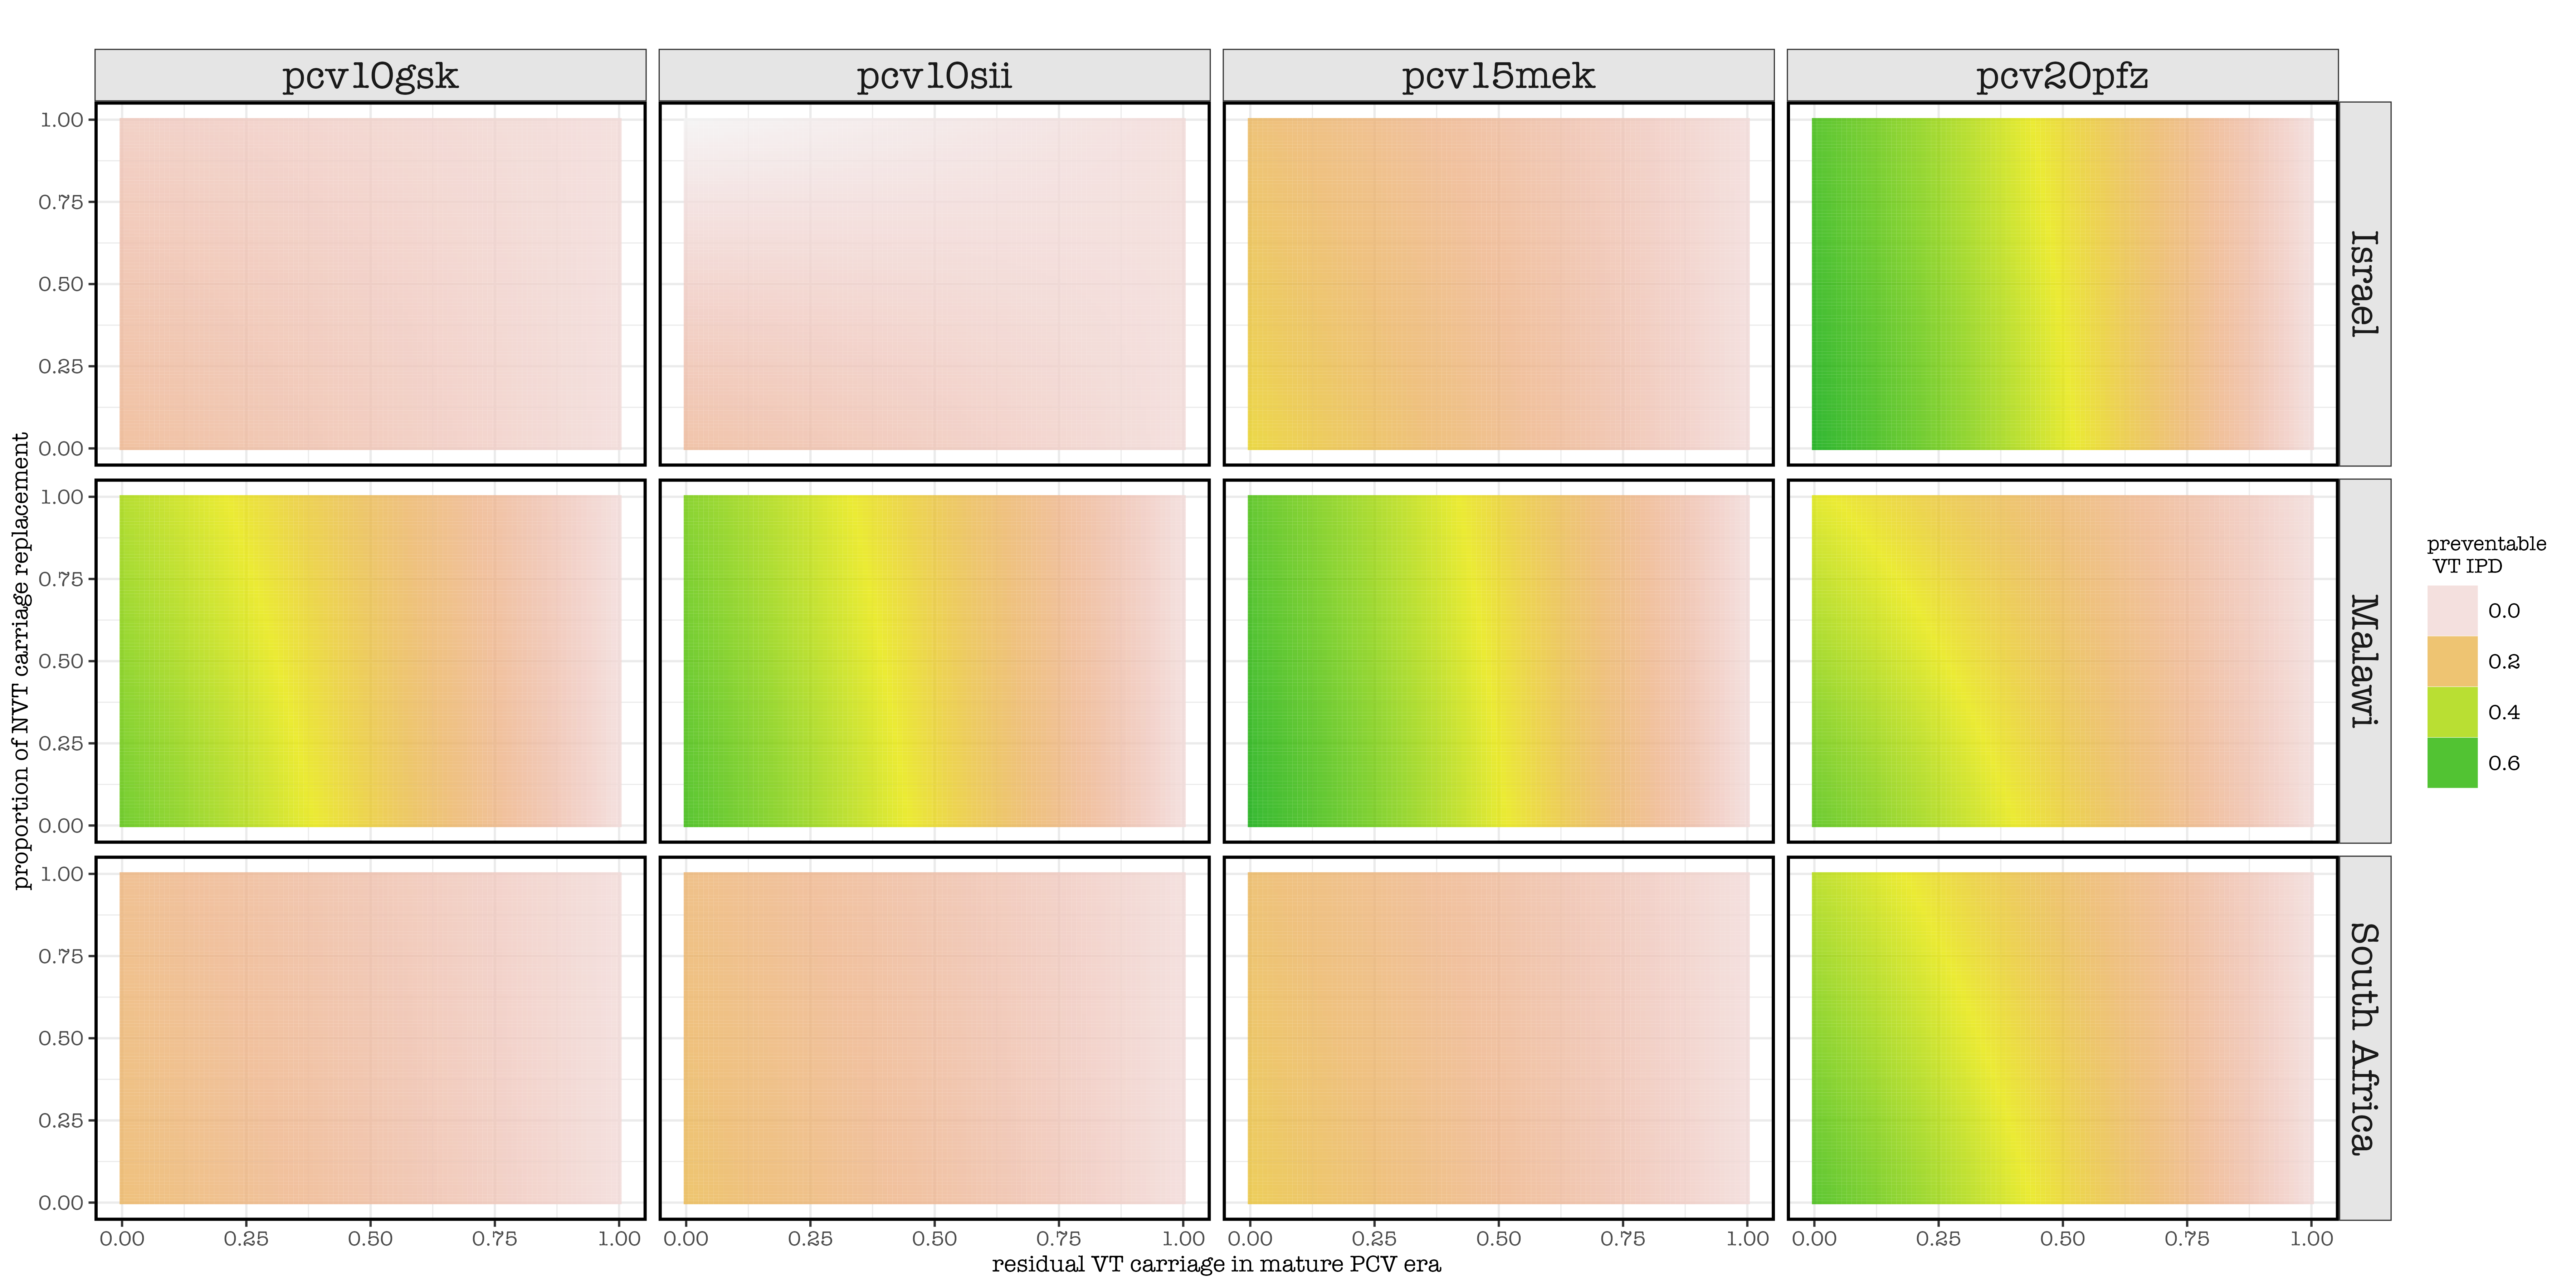 pcv10gsk pcv10sii pcv15mek pcv20pfz
1.00
0.75
0.50
0.25
0.00
Israel
1.00
0.75
0.50
0.25
0.00
Malawi
1.00
0.75
0.50
0.25
0.00
South Africa
proportion of NVT carriage replacement
0.00 0.25 0.50 0.75 1.00 0.00 0.25 0.50 0.75 1.00 0.00 0.25 0.50 0.75 1.00 0.00 0.25 0.50 0.75 1.00
residual VT carriage in mature PCV era
preventable
VT IPD
0.0
0.2
0.4
0.6